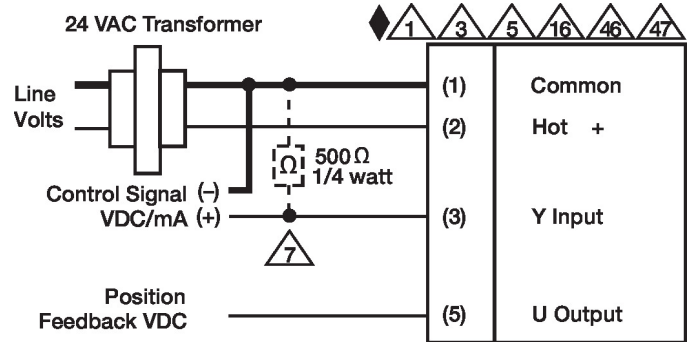 24 VAC Transformer
1 3 5 16 46 47
Line
Volts
(1) Common
(2) Hot +
Ω 500 Ω
1/4 watt
Control Signal (–)
VDC/mA (+)
(3) Y Input
7
Position
Feedback VDC
(5) U Output